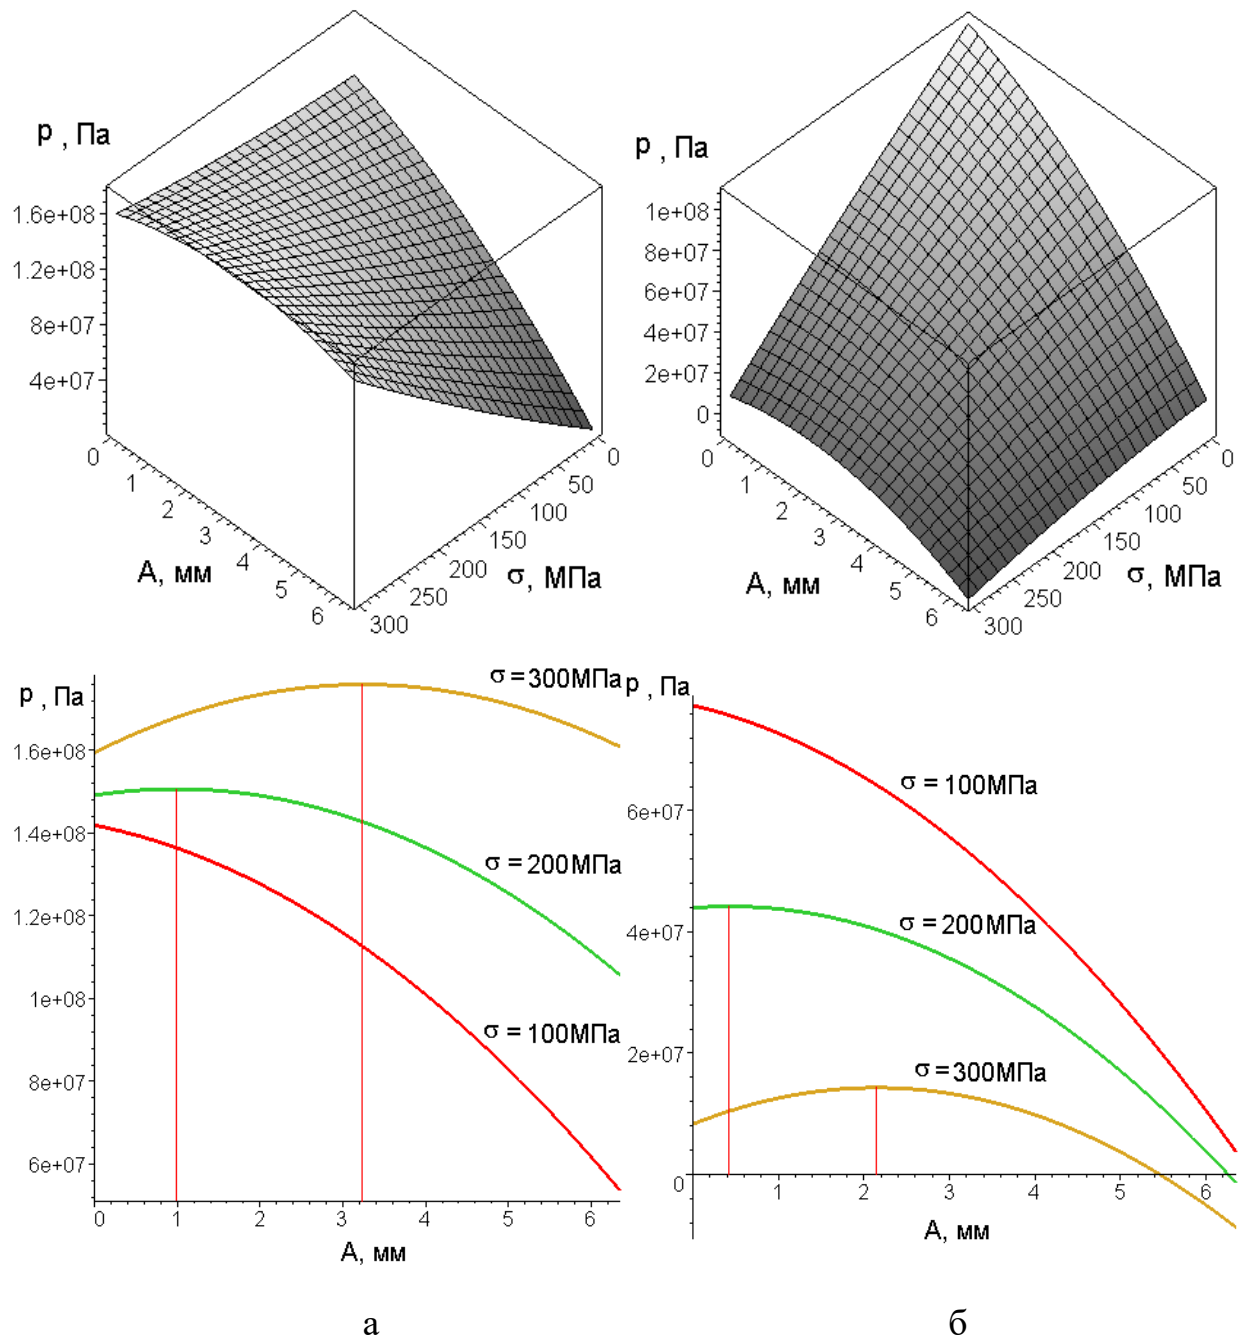 p , Па
1.6e+08
1.2e+08
8e+07
4e+07
0
1
2
3
4
5
6
A, мм
0
50
100
150
200
250
300
σ, МПа
p , Па
1e+08
8e+07
6e+07
4e+07
2e+07
0
0
1
2
3
4
5
6
A, мм
0
50
100
150
200
250
300
σ, МПа
p , Па
1.6e+08
1.4e+08
1.2e+08
1e+08
8e+07
6e+07
0 1 2 3 4 5 6
A, мм
σ = 300МПа
σ = 200МПа
σ = 100МПа
p , Па
6e+07
4e+07
2e+07
0 1 2 3 4 5 6
A, мм
σ = 100МПа
σ = 200МПа
σ = 300МПа
а б